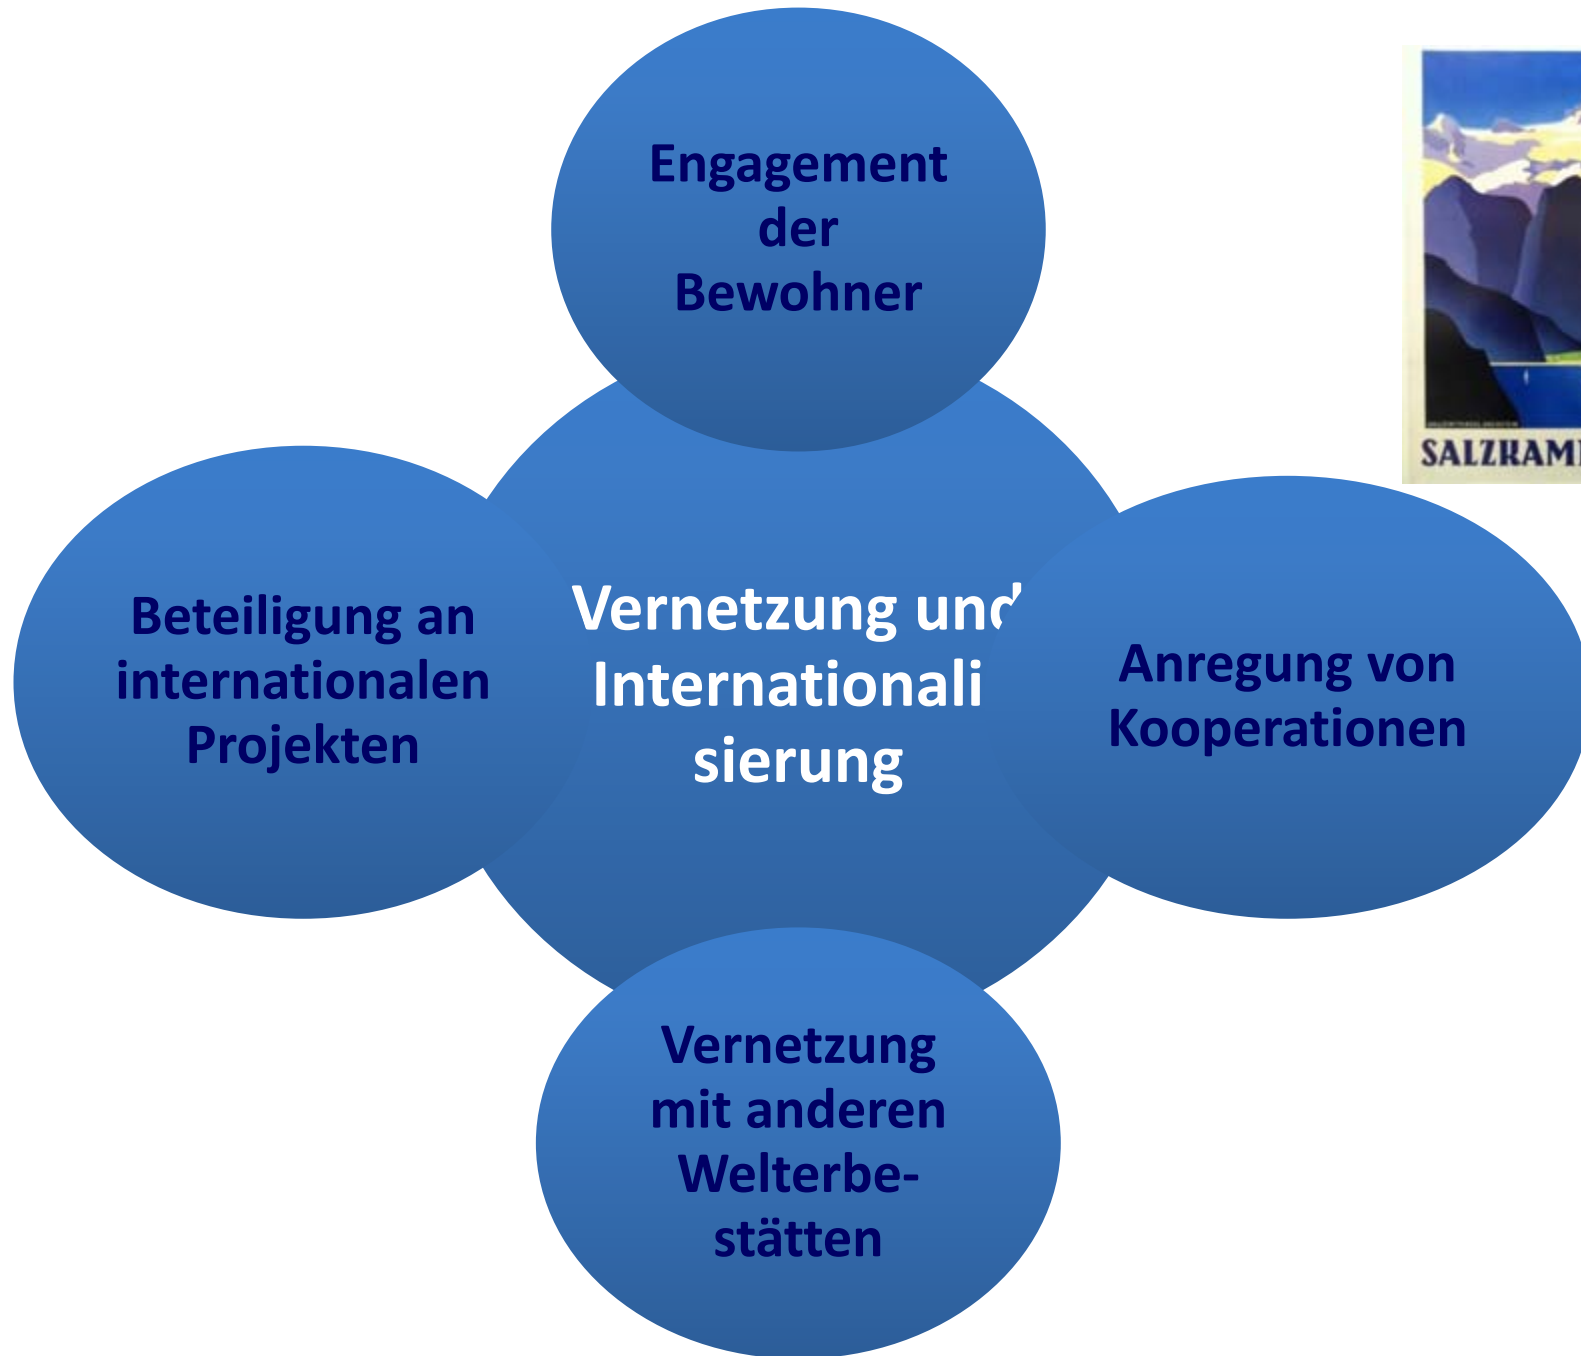 Engagement
der
Bewohner
SALZKAM
Beteiligung an
internationalen
Projekten
Vernetzung und
Internationali
sierung
Anregung von
Kooperationen
Vernetzung
mit anderen
Welterbe-
stätten